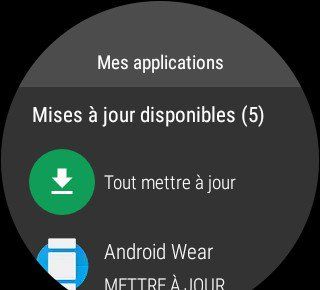 Mes applications
Mises à jour disponibles (5)
Tout mettre à jour
Android Wear
METTRE À JOUR